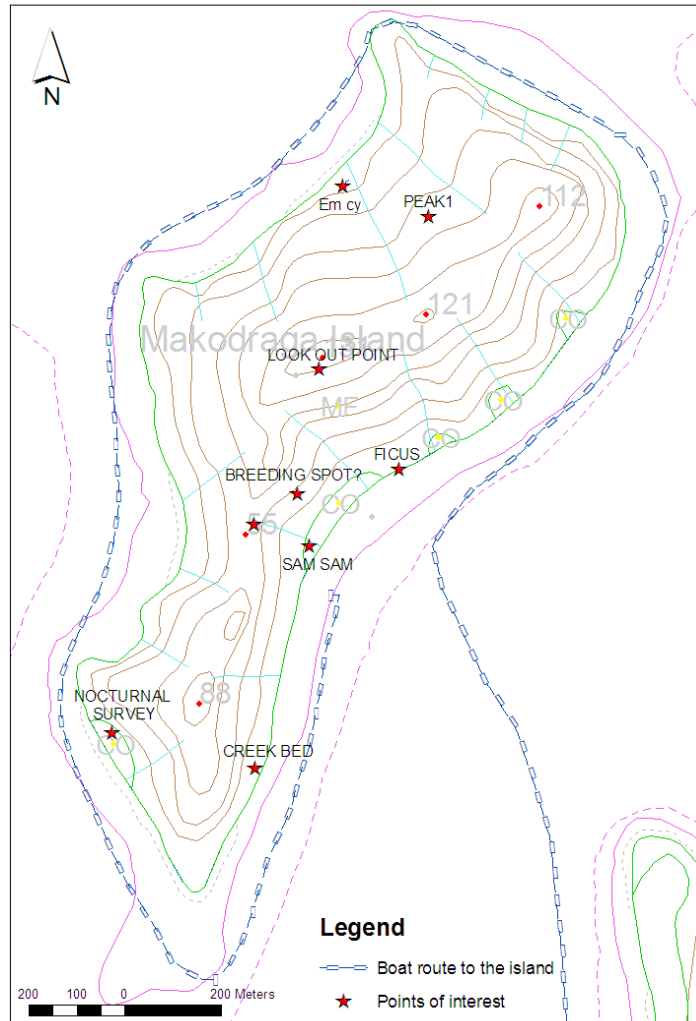 N
Em cy
PEAK1
112
121
Makodraga Island
LOOK OUT POINT
MF
CO
CO
CO
FICUS
BREEDING SPOT?
CO
55
SAM SAM
88
NOCTURNAL
SURVEY
CO
CREEK BED
Legend
Boat route to the island
Points of interest
200 100 0 200 Meters